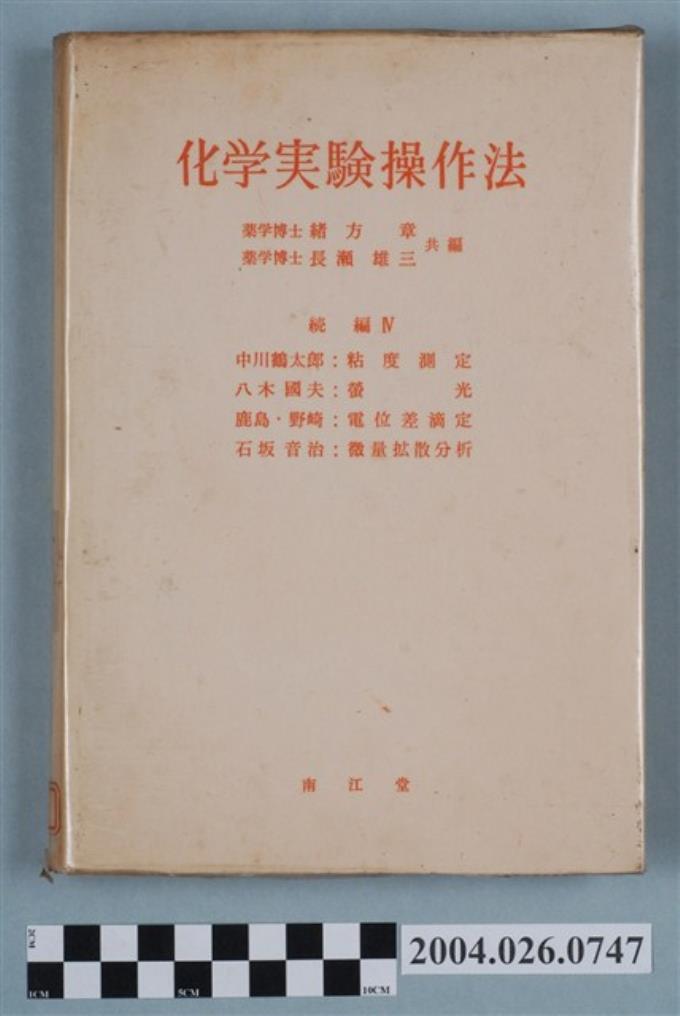 化学実験操作法
薬学博士 緒方 章
薬学博士 長瀬 雄三 共編
続編 Ⅳ
中川鶴太郎：粘度測定
八木國夫：螢光
鹿島・野崎：電位差滴定
石坂音治：微量拡散分析
南江堂
2CM
1CM 5CM 10CM
2004.026.0747